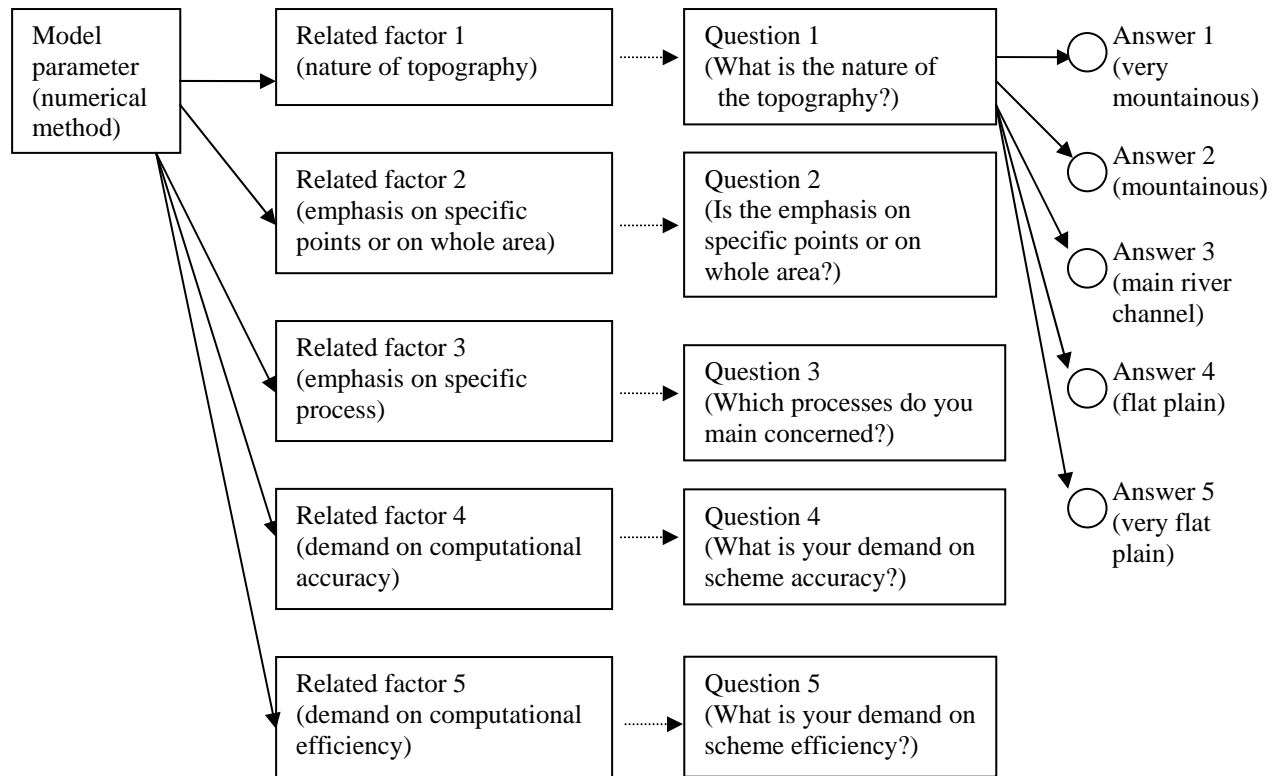 Model
parameter
(numerical
method)
Related factor 1
(nature of topography)
Question 1
(What is the nature of
the topography?)
Answer 1
(very
mountainous)
Answer 2
(mountainous)
Related factor 2
(emphasis on specific
points or on whole area)
Question 2
(Is the emphasis on
specific points or on
whole area?)
Answer 3
(main river
channel)
Related factor 3
(emphasis on specific
process)
Question 3
(Which processes do you
main concerned?)
Answer 4
(flat plain)
Answer 5
(very flat
plain)
Related factor 4
(demand on computational
accuracy)
Question 4
(What is your demand on
scheme accuracy?)
Related factor 5
(demand on computational
efficiency)
Question 5
(What is your demand on
scheme efficiency?)